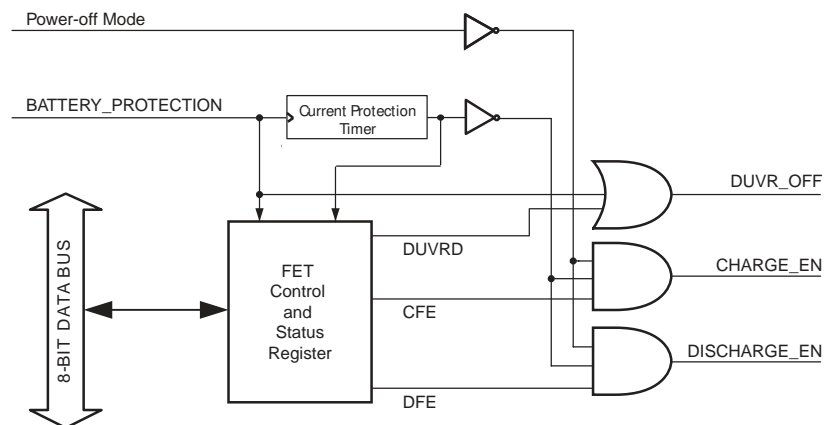 Power-off Mode
BATTERY_PROTECTION
Current Protection
Timer
DUVR_OFF
DUVRD
FET
Control
and
Status
Register
CHARGE_EN
CFE
8-BIT DATA BUS
DISCHARGE_EN
DFE